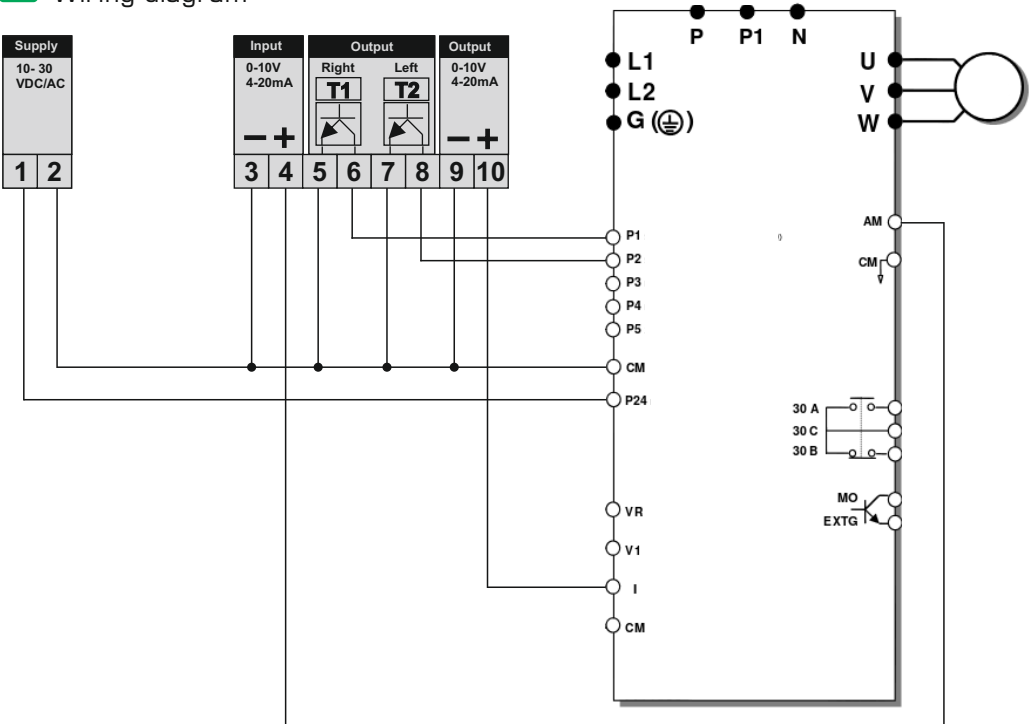 Wiring diagram
Supply
10- 30
VDC/AC
1 2
Input
0-10V
4-20mA
− +
3 4
Output
Right Left
T1 T2
5 6 7 8
Output
0-10V
4-20mA
− +
9 10
P P1 N
L1
L2
G (⏚)
U
V
W
P1
P2
P3
P4
P5
CM
P24
VR
V1
I
CM
AM
CM
30 A
30 C
30 B
MO
EXTG